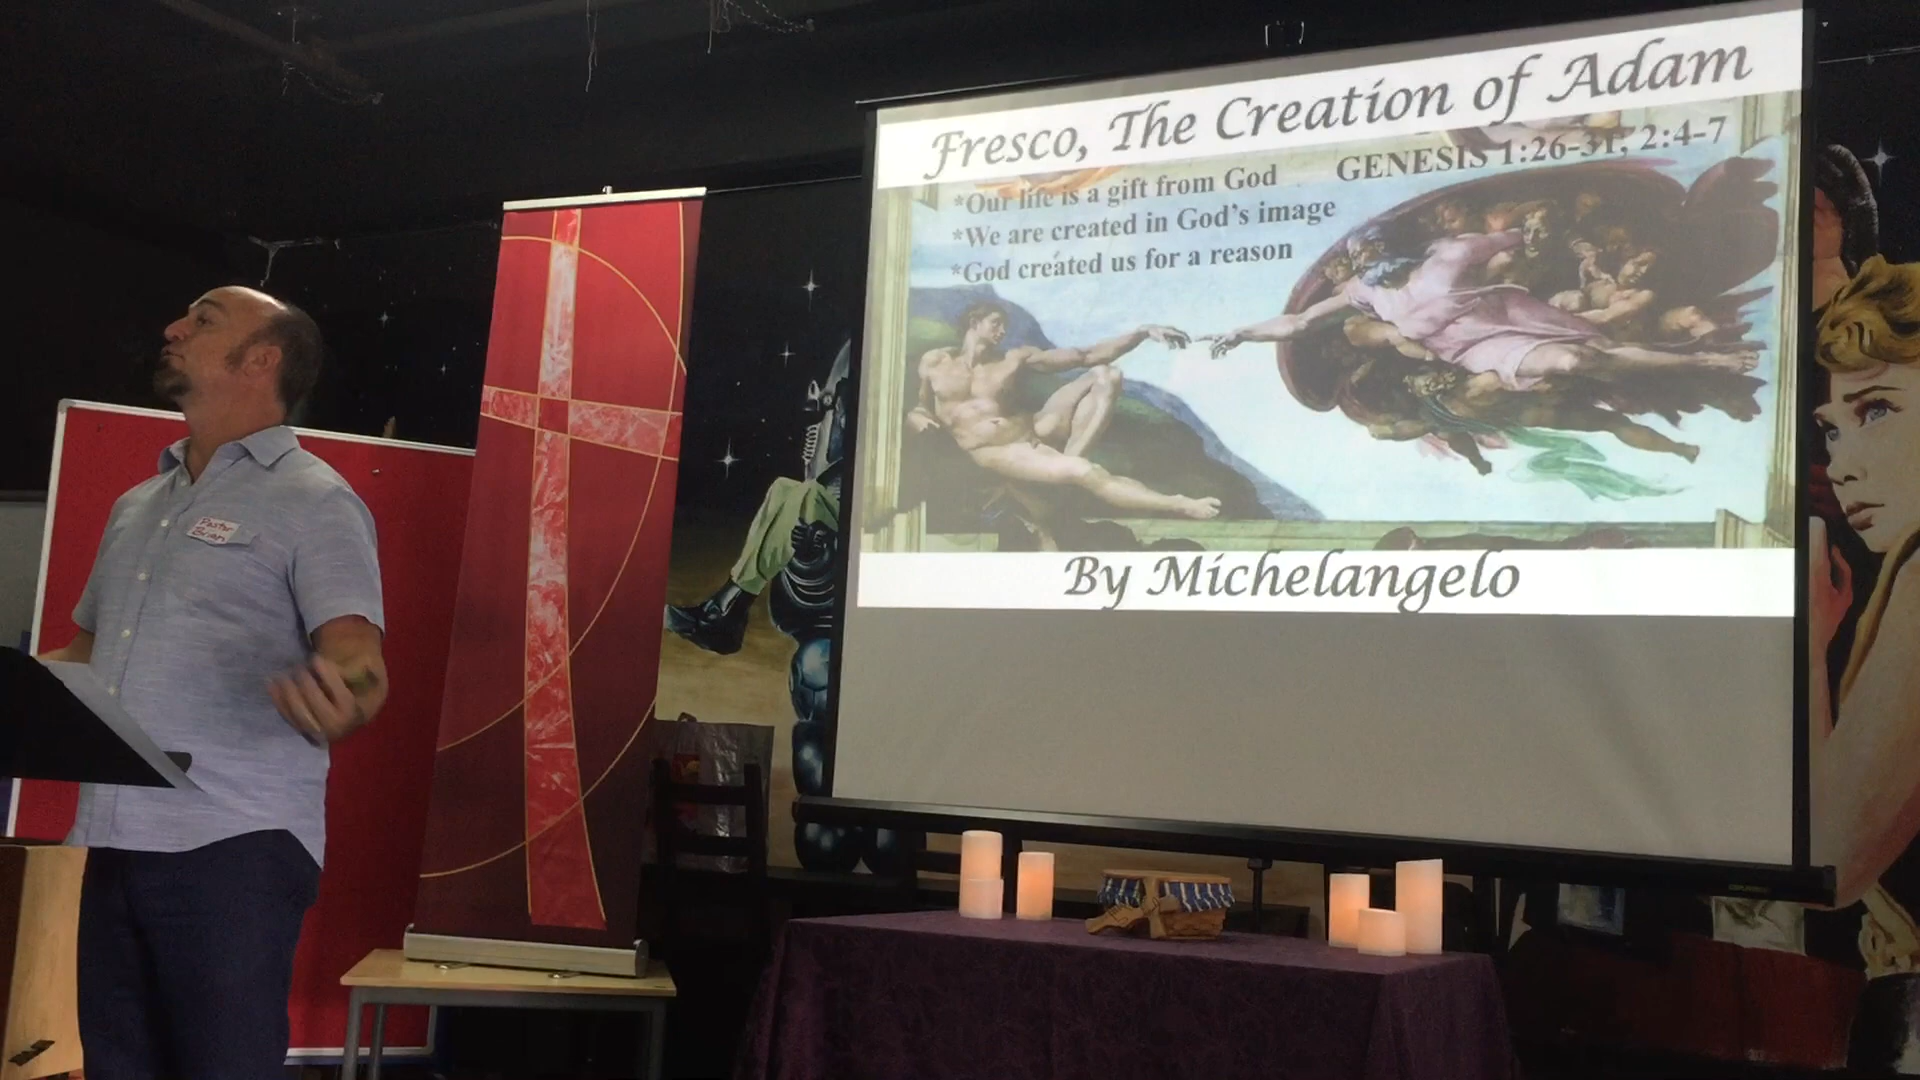 Fresco, The Creation of Adam
GENESIS 1:26-31, 2:4-7
*Our life is a gift from God
*We are created in God's image
*God created us for a reason
By Michelangelo
Pastor
Brian